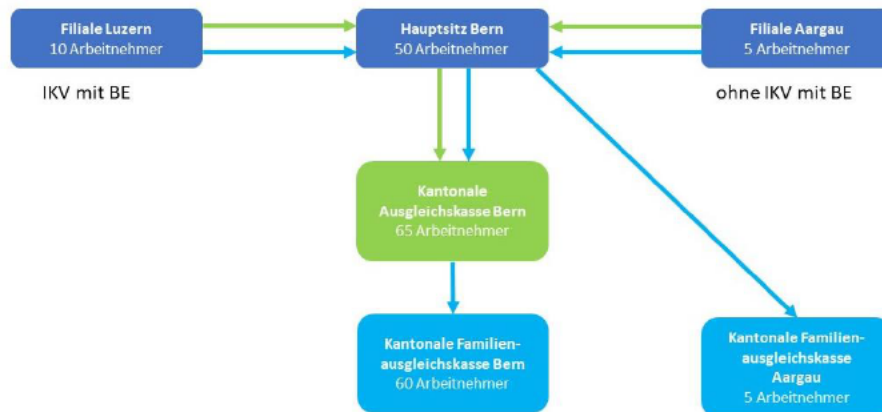 Filiale Luzern
10 Arbeitnehmer
Hauptsitz Bern
50 Arbeitnehmer
Filiale Aargau
5 Arbeitnehmer
IKV mit BE
ohne IKV mit BE
Kantonale
Ausgleichskasse Bern
65 Arbeitnehmer
Kantonale Familien-
ausgleichskasse Bern
60 Arbeitnehmer
Kantonale Familien-
ausgleichskasse
Aargau
5 Arbeitnehmer